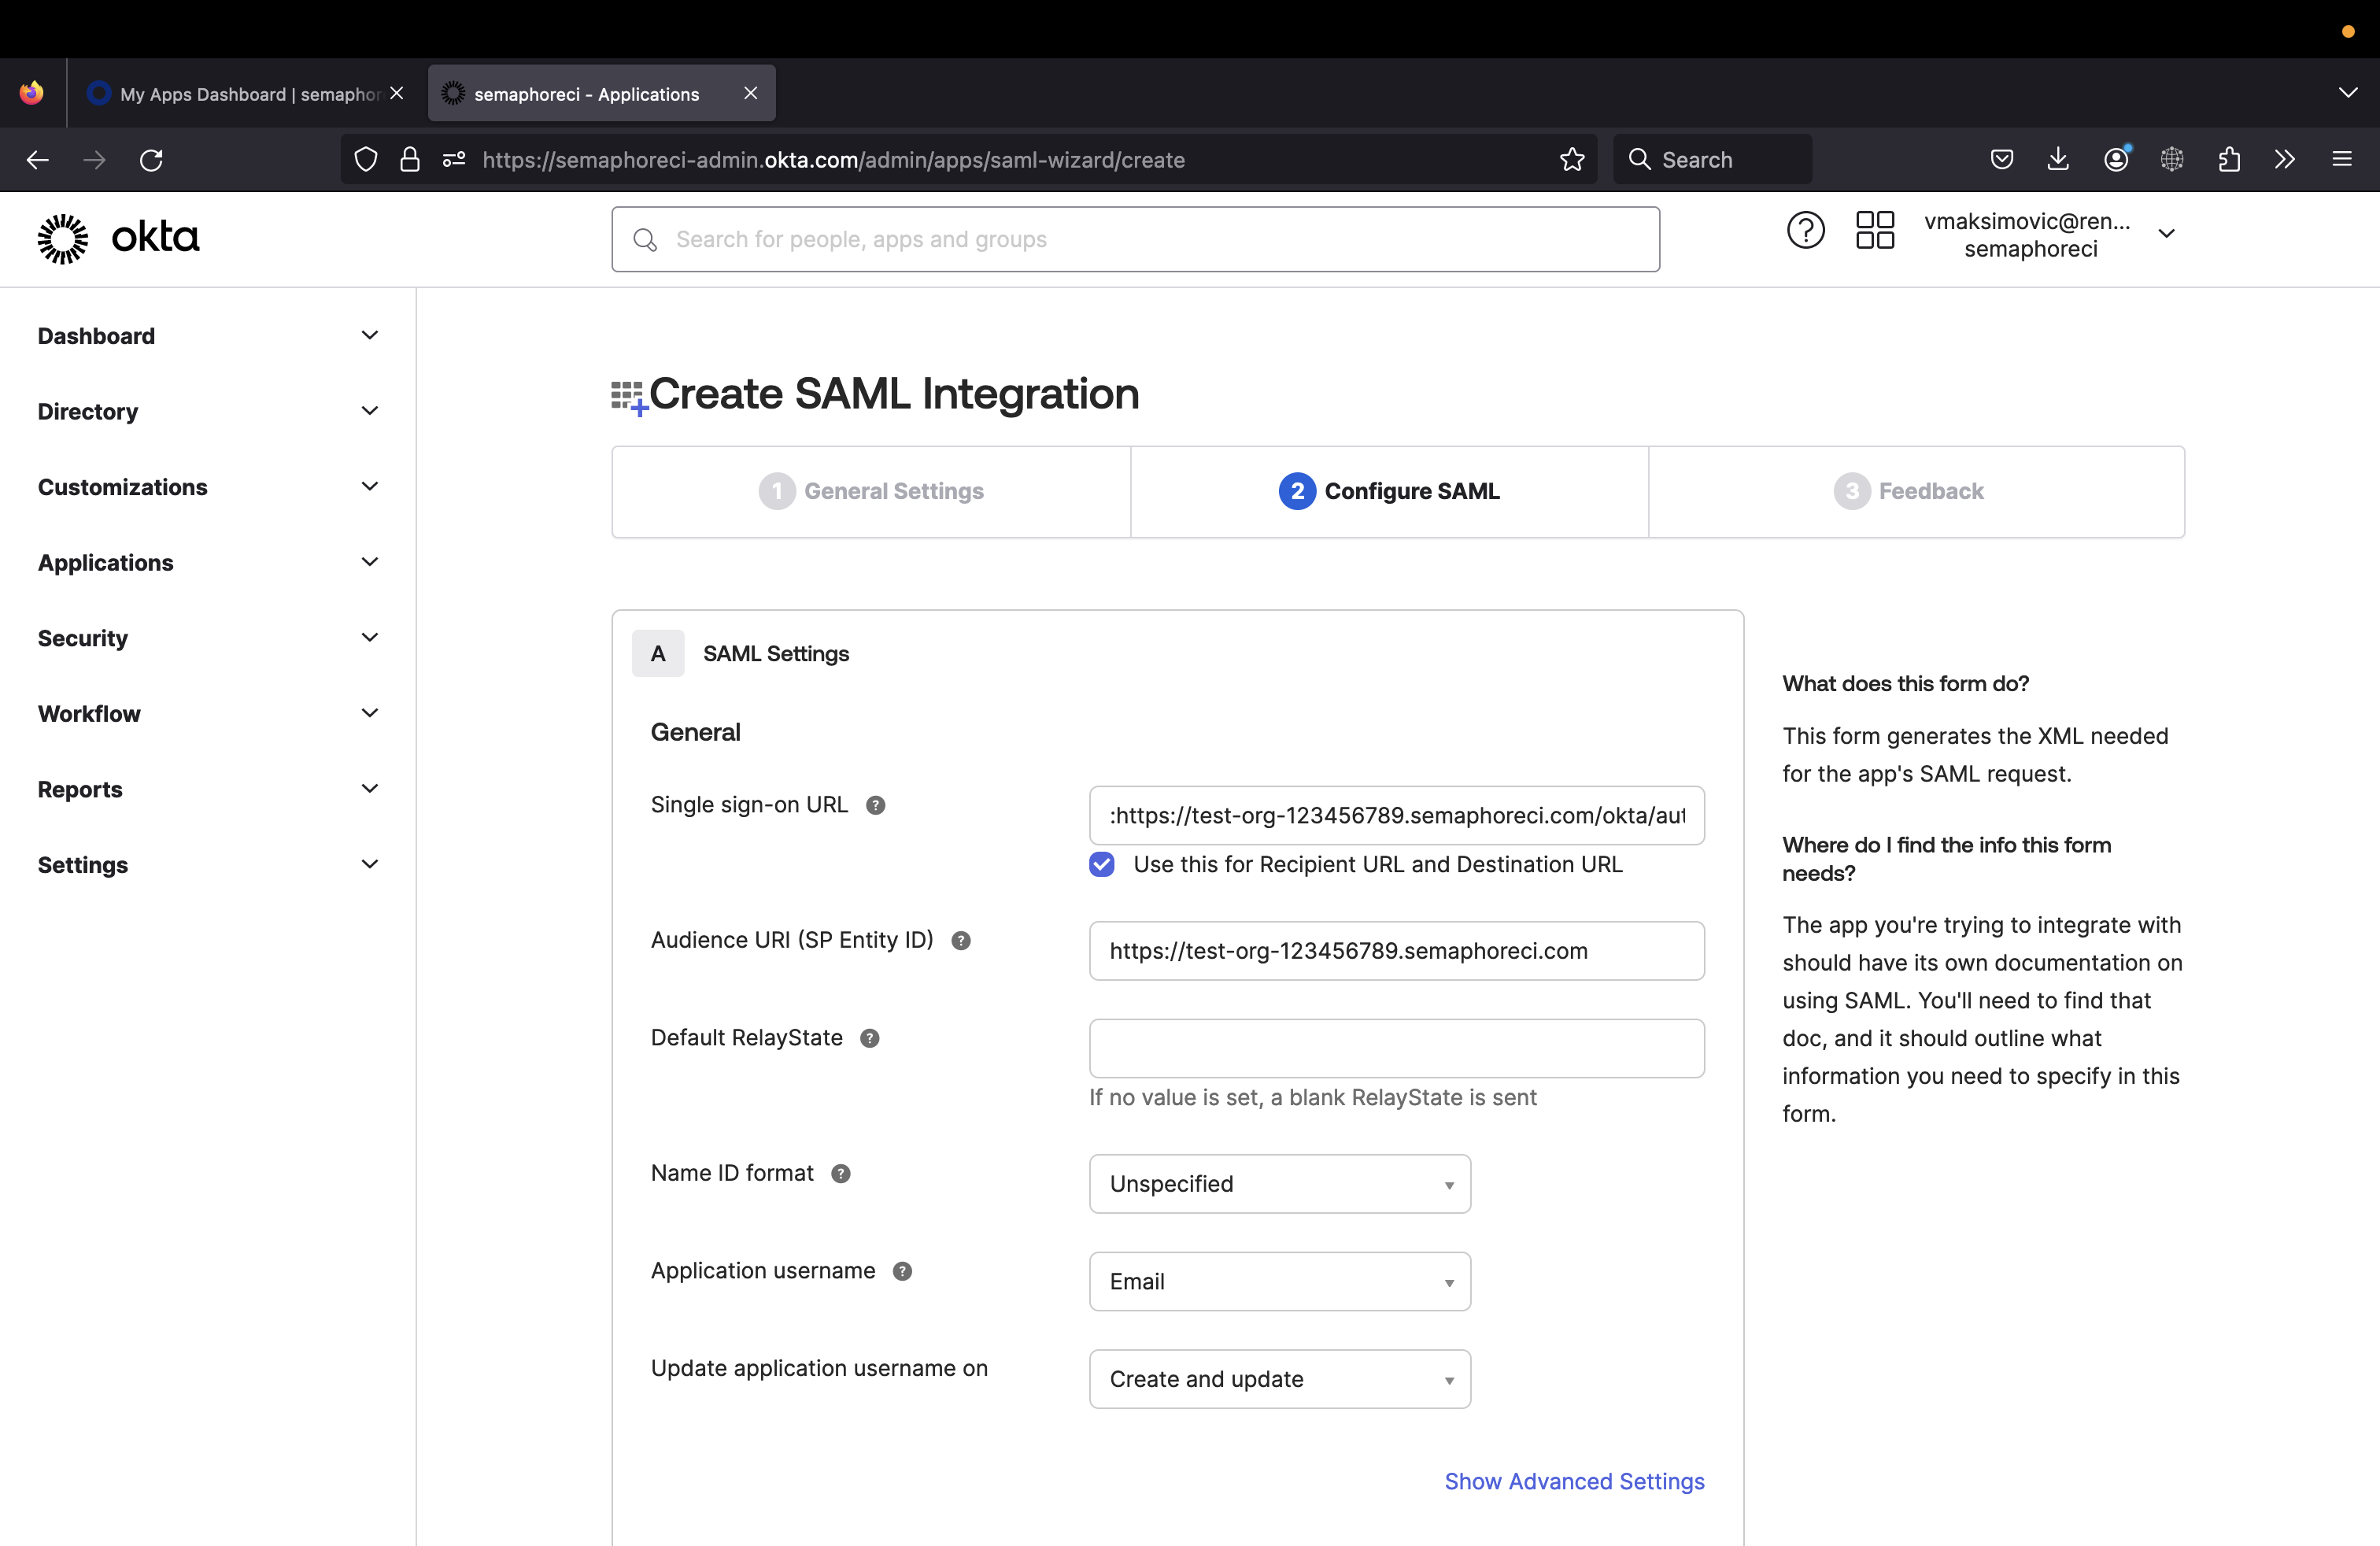 My Apps Dashboard | semaphor
semaphoreci - Applications
https://semaphoreci-admin.okta.com/admin/apps/saml-wizard/create
Search
okta
Search for people, apps and groups
vmaksimovic@ren...
semaphoreci
Dashboard
Directory
Customizations
Applications
Security
Workflow
Reports
Settings
Create SAML Integration
1 General Settings
2 Configure SAML
3 Feedback
A SAML Settings
General
Single sign-on URL ?
:https://test-org-123456789.semaphoreci.com/okta/aut
Use this for Recipient URL and Destination URL
Audience URI (SP Entity ID) ?
https://test-org-123456789.semaphoreci.com
Default RelayState ?
If no value is set, a blank RelayState is sent
Name ID format ?
Unspecified
Application username ?
Email
Update application username on
Create and update
Show Advanced Settings
What does this form do?
This form generates the XML needed
for the app's SAML request.
Where do I find the info this form
needs?
The app you're trying to integrate with
should have its own documentation on
using SAML. You'll need to find that
doc, and it should outline what
information you need to specify in this
form.